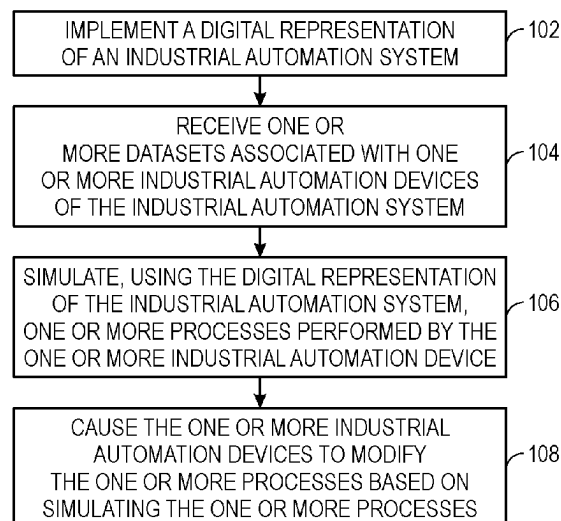 IMPLEMENT A DIGITAL REPRESENTATION
OF AN INDUSTRIAL AUTOMATION SYSTEM
102
RECEIVE ONE OR
MORE DATASETS ASSOCIATED WITH ONE
OR MORE INDUSTRIAL AUTOMATION DEVICES
OF THE INDUSTRIAL AUTOMATION SYSTEM
104
SIMULATE, USING THE DIGITAL REPRESENTATION
OF THE INDUSTRIAL AUTOMATION SYSTEM,
ONE OR MORE PROCESSES PERFORMED BY THE
ONE OR MORE INDUSTRIAL AUTOMATION DEVICE
106
CAUSE THE ONE OR MORE INDUSTRIAL
AUTOMATION DEVICES TO MODIFY
THE ONE OR MORE PROCESSES BASED ON
SIMULATING THE ONE OR MORE PROCESSES
108